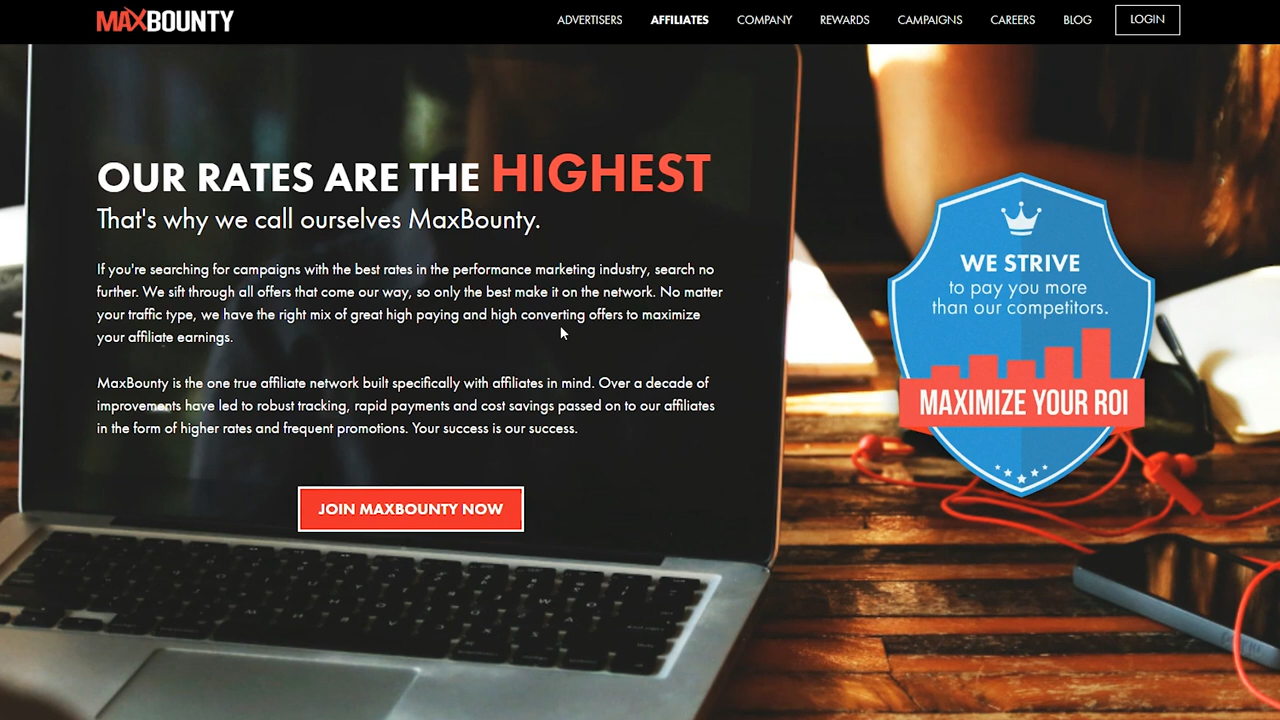 MAXBOUNTY
ADVERTISERS
AFFILIATES
COMPANY
REWARDS
CAMPAIGNS
CAREERS
BLOG
LOGIN
OUR RATES ARE THE HIGHEST
That's why we call ourselves MaxBounty.
If you're searching for campaigns with the best rates in the performance marketing industry, search no
further. We sift through all offers that come our way, so only the best make it on the network. No matter
your traffic type, we have the right mix of great high paying and high converting offers to maximize
your affiliate earnings.
MaxBounty is the one true affiliate network built specifically with affiliates in mind. Over a decade of
improvements have led to robust tracking, rapid payments and cost savings passed on to our affiliates
in the form of higher rates and frequent promotions. Your success is our success.
JOIN MAXBOUNTY NOW
WE STRIVE
to pay you more
than our competitors.
MAXIMIZE YOUR ROI